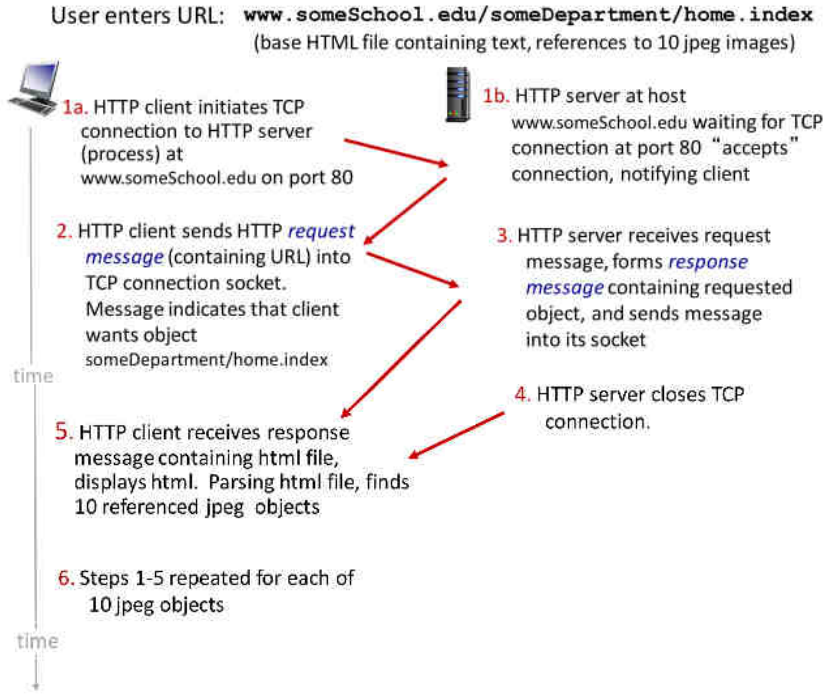 User enters URL: www.someSchool.edu/someDepartment/home.index
(base HTML file containing text, references to 10 jpeg images)
1a. HTTP client initiates TCP
connection to HTTP server
(process) at
www.someSchool.edu on port 80
1b. HTTP server at host
www.someSchool.edu waiting for TCP
connection at port 80 “accepts”
connection, notifying client
2. HTTP client sends HTTP request
message (containing URL) into
TCP connection socket.
Message indicates that client
wants object
someDepartment/home.index
3. HTTP server receives request
message, forms response
message containing requested
object, and sends message
into its socket
time
4. HTTP server closes TCP
connection.
5. HTTP client receives response
message containing html file,
displays html. Parsing html file, finds
10 referenced jpeg objects
6. Steps 1-5 repeated for each of
10 jpeg objects
time